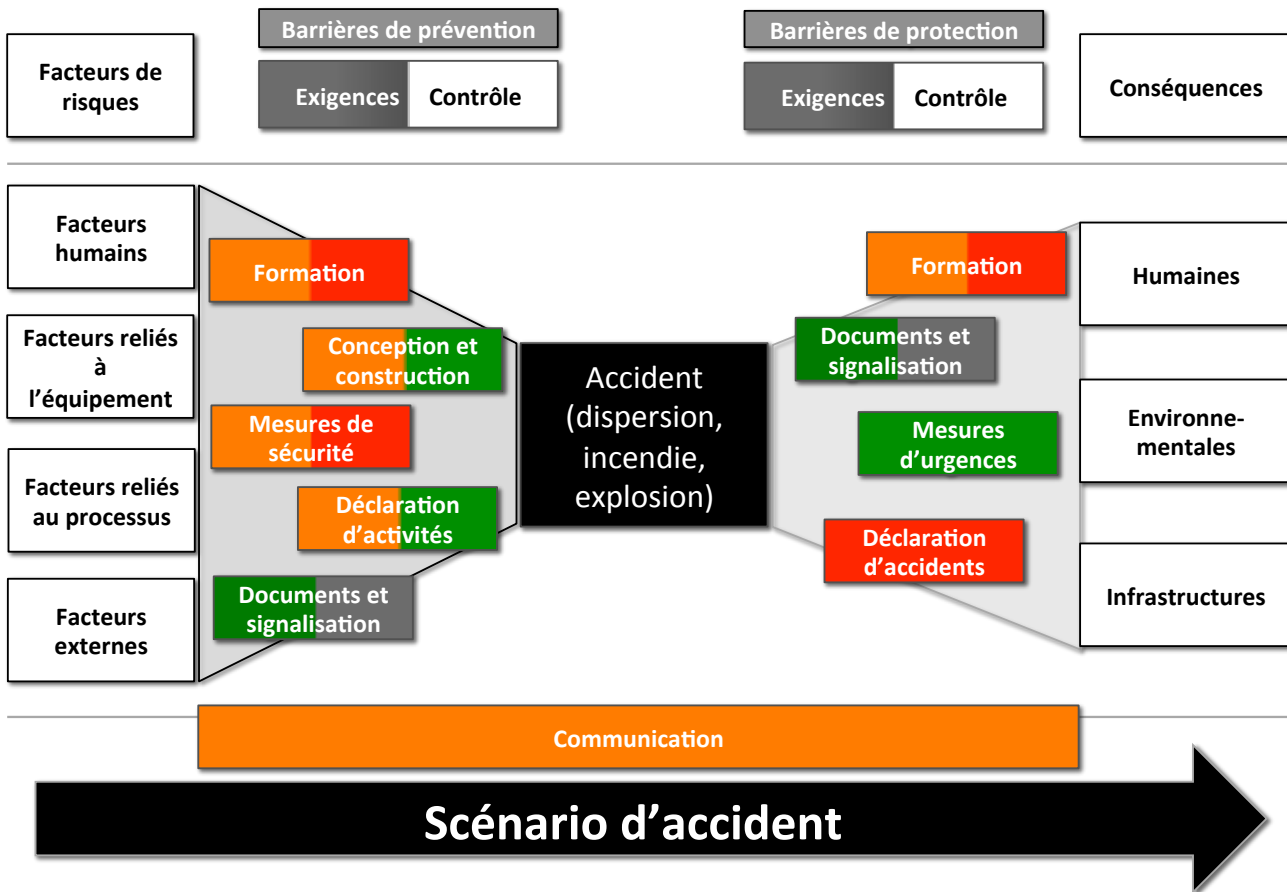 Facteurs de
risques
Barrières de prévention
Exigences Contrôle
Barrières de protection
Exigences Contrôle
Conséquences
Facteurs
humains
Facteurs reliés
à
l'équipement
Facteurs reliés
au processus
Facteurs
externes
Formation
Conception et
construction
Mesures de
sécurité
Déclaration
d'activités
Documents et
signalisation
Accident
(dispersion,
incendie,
explosion)
Formation
Documents et
signalisation
Mesures
d'urgences
Déclaration
d'accidents
Humaines
Environne-
mentales
Infrastructures
Communication
Scénario d'accident